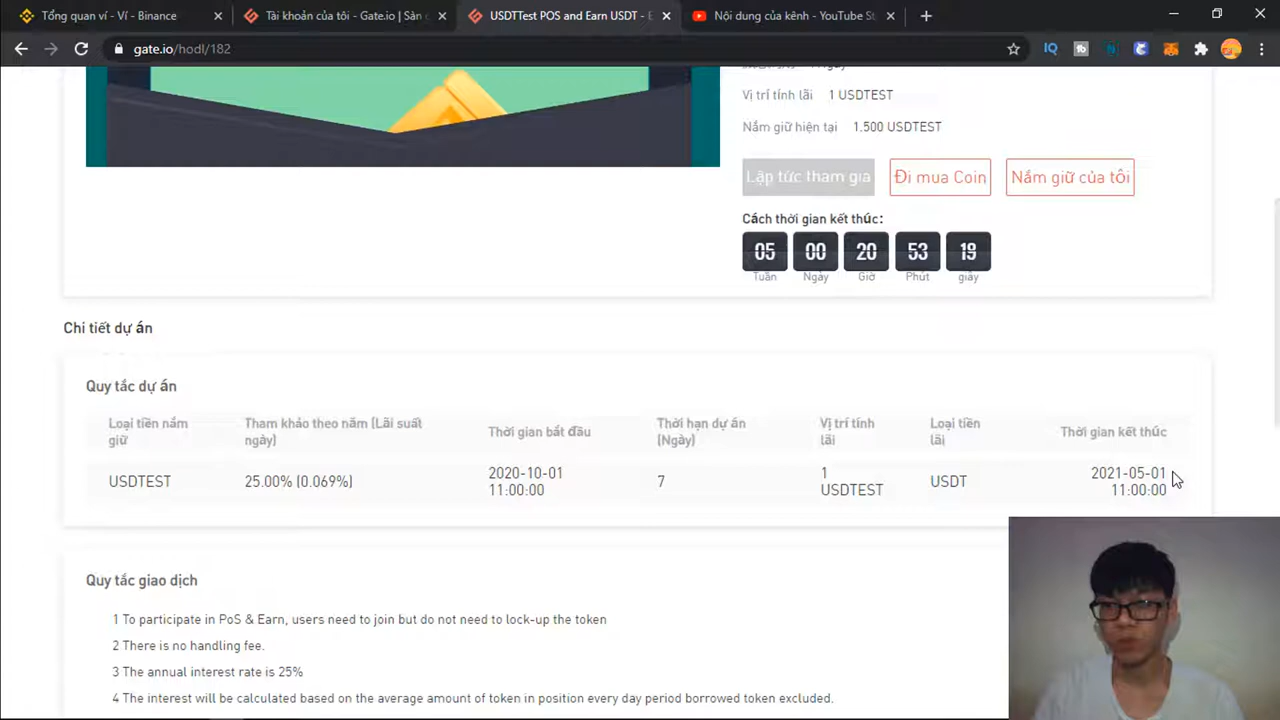 Tổng quan ví - Ví - Binance
Tài khoản của tôi - Gate.io | Sàn c
USDTTest POS and Earn USDT - E
Nội dung của kênh - YouTube St
gate.io/hodl/182
Vị trí tính lãi 1 USDTEST
Nắm giữ hiện tại 1.500 USDTEST
Lập tức tham gia
Đi mua Coin
Nắm giữ của tôi
Cách thời gian kết thúc:
05 00 20 53 19
Tuần Ngày Giờ Phút giây
Chi tiết dự án
Quy tắc dự án
Loại tiền nắm giữ
Tham khảo theo năm (Lãi suất ngày)
Thời gian bắt đầu
Thời hạn dự án (Ngày)
Vị trí tính lãi
Loại tiền lãi
Thời gian kết thúc
USDTEST
25.00% (0.069%)
2020-10-01
11:00:00
7
1
USDTEST
USDT
2021-05-01
11:00:00
Quy tắc giao dịch
1 To participate in PoS & Earn, users need to join but do not need to lock-up the token
2 There is no handling fee.
3 The annual interest rate is 25%
4 The interest will be calculated based on the average amount of token in position every day period borrowed token excluded.